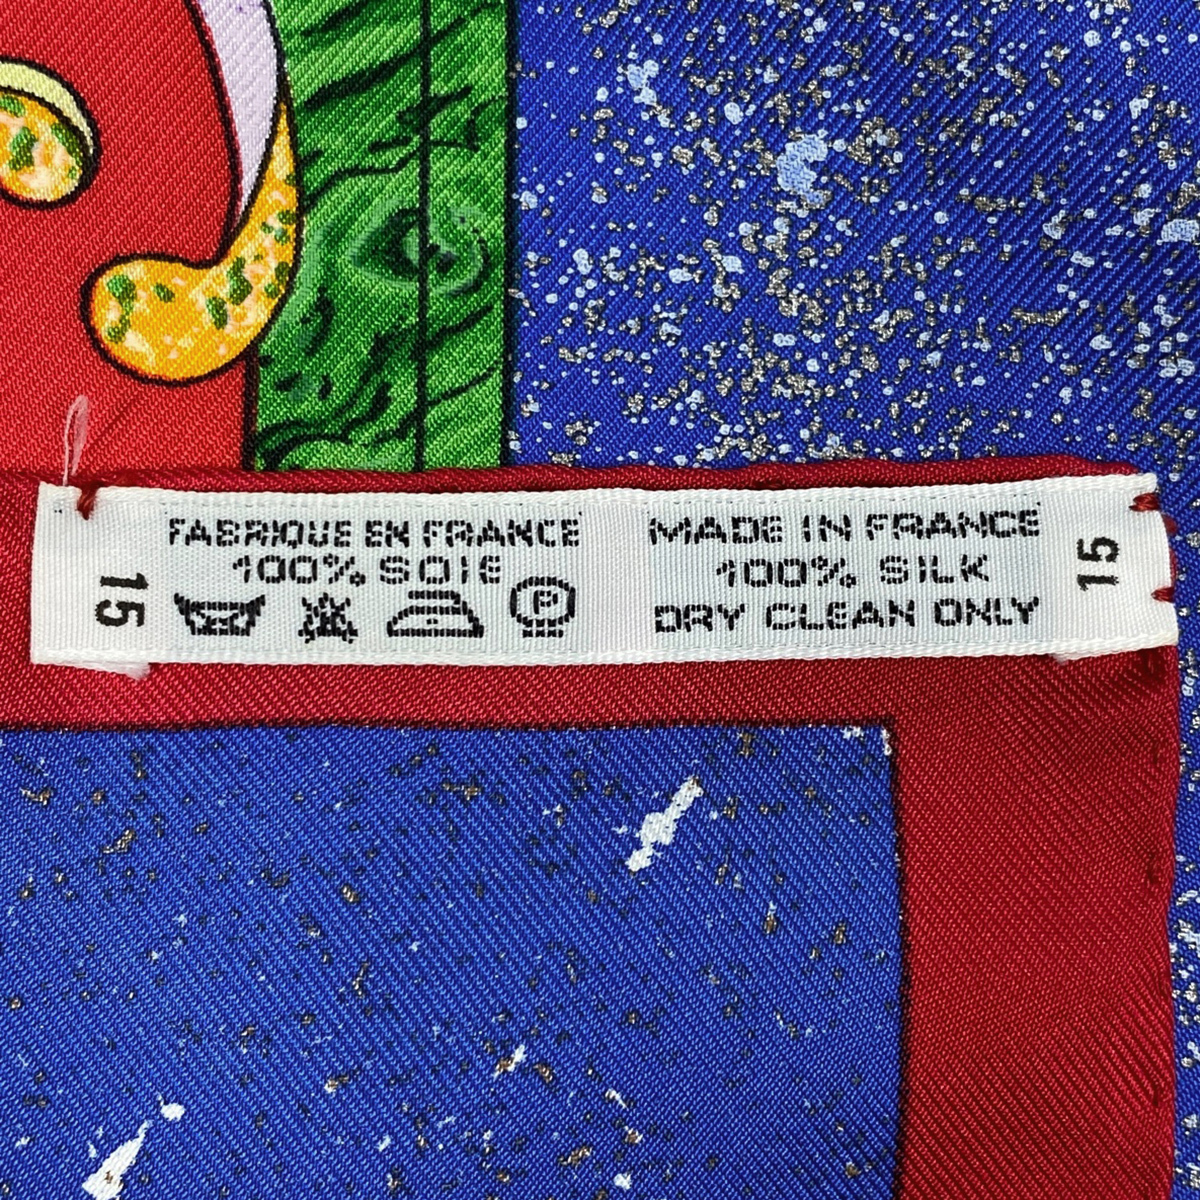 FABRIQUE EN FRANCE
100% SOIE
P
15
MADE IN FRANCE
100% SILK
DRY CLEAN ONLY
15